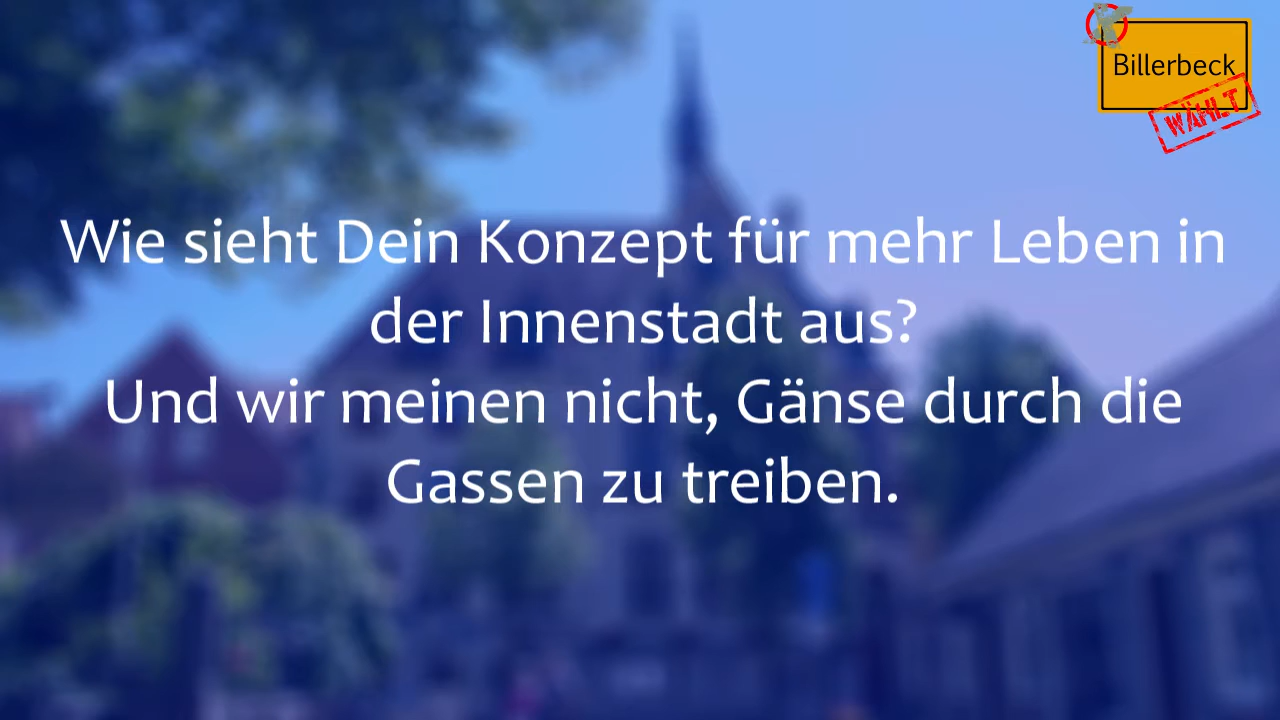 Billerbeck
WÄHLT
Wie sieht Dein Konzept für mehr Leben in
der Innenstadt aus?
Und wir meinen nicht, Gänse durch die
Gassen zu treiben.